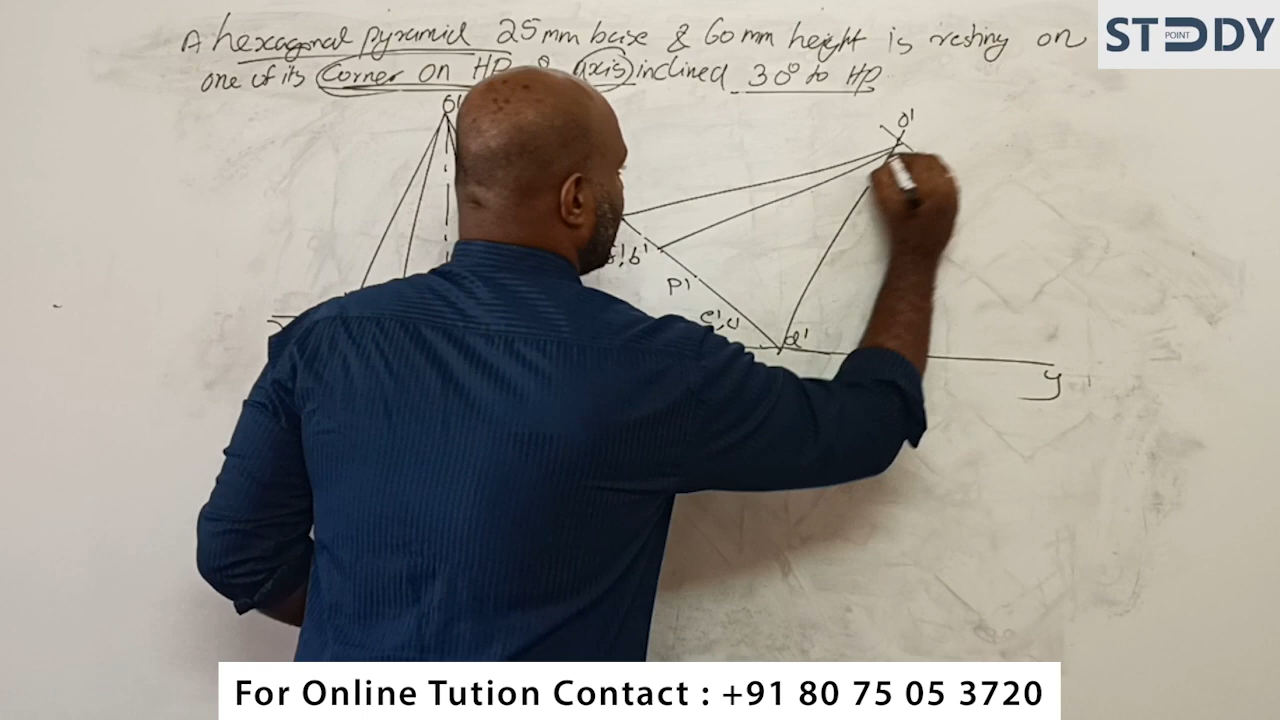 A hexagonal pyramid 25mm base & 60mm height is resting on
one of its Corner on HP & axis inclined 30° to HP
STUDY
POINT
O'
O'
b'
P'
e', c'
d'
y
For Online Tution Contact : +91 80 75 05 3720